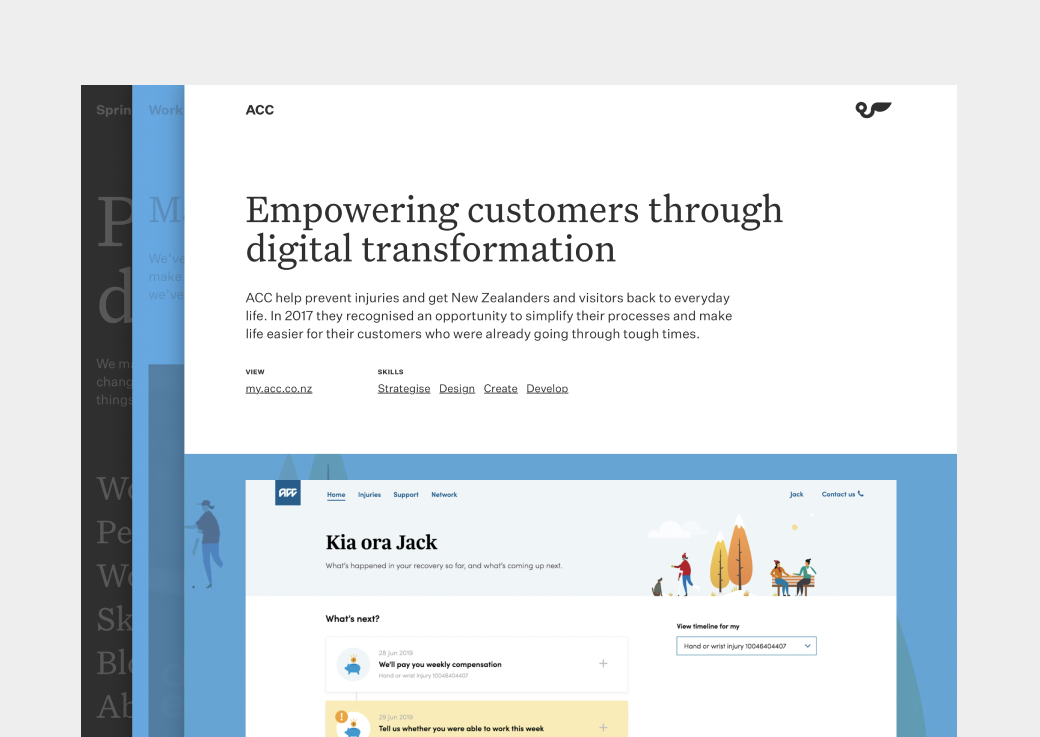 Sprin
Work
ACC
P
d
M
We've
make
we've
Empowering customers through
digital transformation
ACC help prevent injuries and get New Zealanders and visitors back to everyday
life. In 2017 they recognised an opportunity to simplify their processes and make
life easier for their customers who were already going through tough times.
We ma
chang
things
VIEW
my.acc.co.nz
SKILLS
Strategise Design Create Develop
Wo
Pe
Wo
Sk
Blo
Ab
acc
Home Injuries Support Network
Jack Contact us
Kia ora Jack
What's happened in your recovery so far, and what's coming up next.
What's next?
28 jun 2019
We'll pay you weekly compensation
Hand or wrist injury 10046404407
29 jun 2019
Tell us whether you were able to work this week
View timeline for my
Hand or wrist injury 10046404407